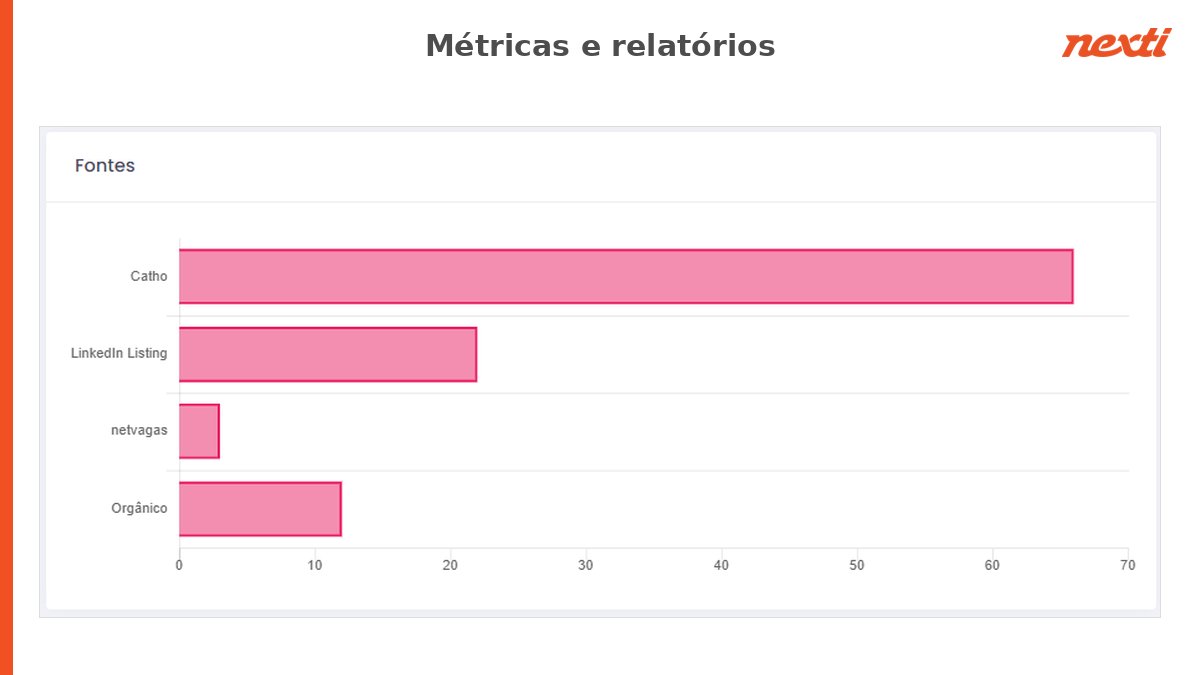 Métricas e relatórios
nexti
Fontes
Catho
LinkedIn Listing
netvagas
Orgânico
0 10 20 30 40 50 60 70